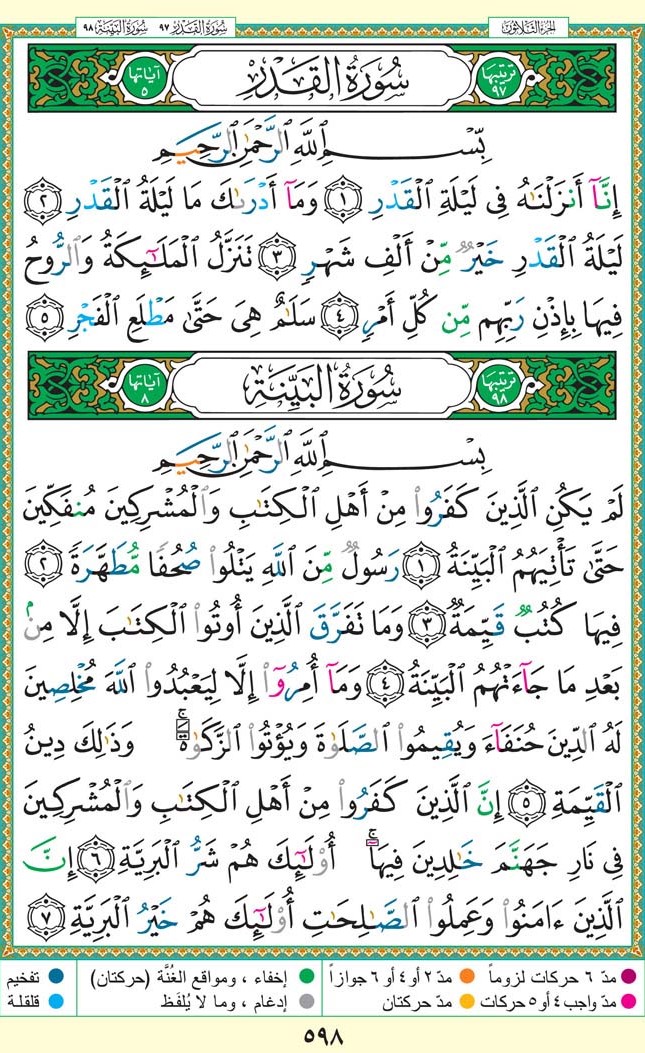 الجزء الثلاثون
سورة القدر ٩٧ سورة البينة ٩٨
ترتيبها ٩٧ سُورَةُ القَدْرِ آياتها ٥
بِّسْمِ ٱللَّهِ ٱلرَّحْمَٰنِ ٱلرَّحِيمِ
إِنَّآ أَنزَلْنَٰهُ فِى لَيْلَةِ ٱلْقَدْرِ ١ وَمَآ أَدْرَىٰكَ مَا لَيْلَةُ ٱلْقَدْرِ ٢
لَيْلَةُ ٱلْقَدْرِ خَيْرٌ مِّنْ أَلْفِ شَهْرٍ ٣ تَنَزَّلُ ٱلْمَلَٰٓئِكَةُ وَٱلرُّوحُ
فِيهَا بِإِذْنِ رَبِّهِم مِّن كُلِّ أَمْرٍ ٤ سَلَٰمٌ هِىَ حَتَّىٰ مَطْلَعِ ٱلْفَجْرِ ٥
ترتيبها ٩٨ سُورَةُ البَيِّنَةِ آياتها ٨
بِسْمِ ٱللَّهِ ٱلرَّحْمَٰنِ ٱلرَّحِيمِ
لَمْ يَكُنِ ٱلَّذِينَ كَفَرُوا۟ مِنْ أَهْلِ ٱلْكِتَٰبِ وَٱلْمُشْرِكِينَ مُنفَكِّينَ
حَتَّىٰ تَأْتِيَهُمُ ٱلْبَيِّنَةُ ١ رَسُولٌ مِّنَ ٱللَّهِ يَتْلُوا۟ صُحُفًا مُّطَهَّرَةً ٢
فِيهَا كُتُبٌ قَيِّمَةٌ ٣ وَمَا تَفَرَّقَ ٱلَّذِينَ أُوتُوا۟ ٱلْكِتَٰبَ إِلَّا مِنۢ
بَعْدِ مَا جَآءَتْهُمُ ٱلْبَيِّنَةُ ٤ وَمَآ أُمِرُوٓا۟ إِلَّا لِيَعْبُدُوا۟ ٱللَّهَ مُخْلِصِينَ
لَهُ ٱلدِّينَ حُنَفَآءَ وَيُقِيمُوا۟ ٱلصَّلَوٰةَ وَيُؤْتُوا۟ ٱلزَّكَوٰةَ ۚ وَذَٰلِكَ دِينُ
ٱلْقَيِّمَةِ ٥ إِنَّ ٱلَّذِينَ كَفَرُوا۟ مِنْ أَهْلِ ٱلْكِتَٰبِ وَٱلْمُشْرِكِينَ
فِى نَارِ جَهَنَّمَ خَٰلِدِينَ فِيهَآ ۚ أُو۟لَٰٓئِكَ هُمْ شَرُّ ٱلْبَرِيَّةِ ٦ إِنَّ
ٱلَّذِينَ ءَامَنُوا۟ وَعَمِلُوا۟ ٱلصَّٰلِحَٰتِ أُو۟لَٰٓئِكَ هُمْ خَيْرُ ٱلْبَرِيَّةِ ٧
مدّ ٦ حركات لزوماً مدّ ٢ أو ٤ أو ٦ جوازاً إخفاء ، ومواقع الغُنَّة (حركتان) تفخيم
مدّ واجب ٤ أو ٥ حركات مدّ حركتان إدغام ، وما لا يُلفَظ قلقلة
٥٩٨